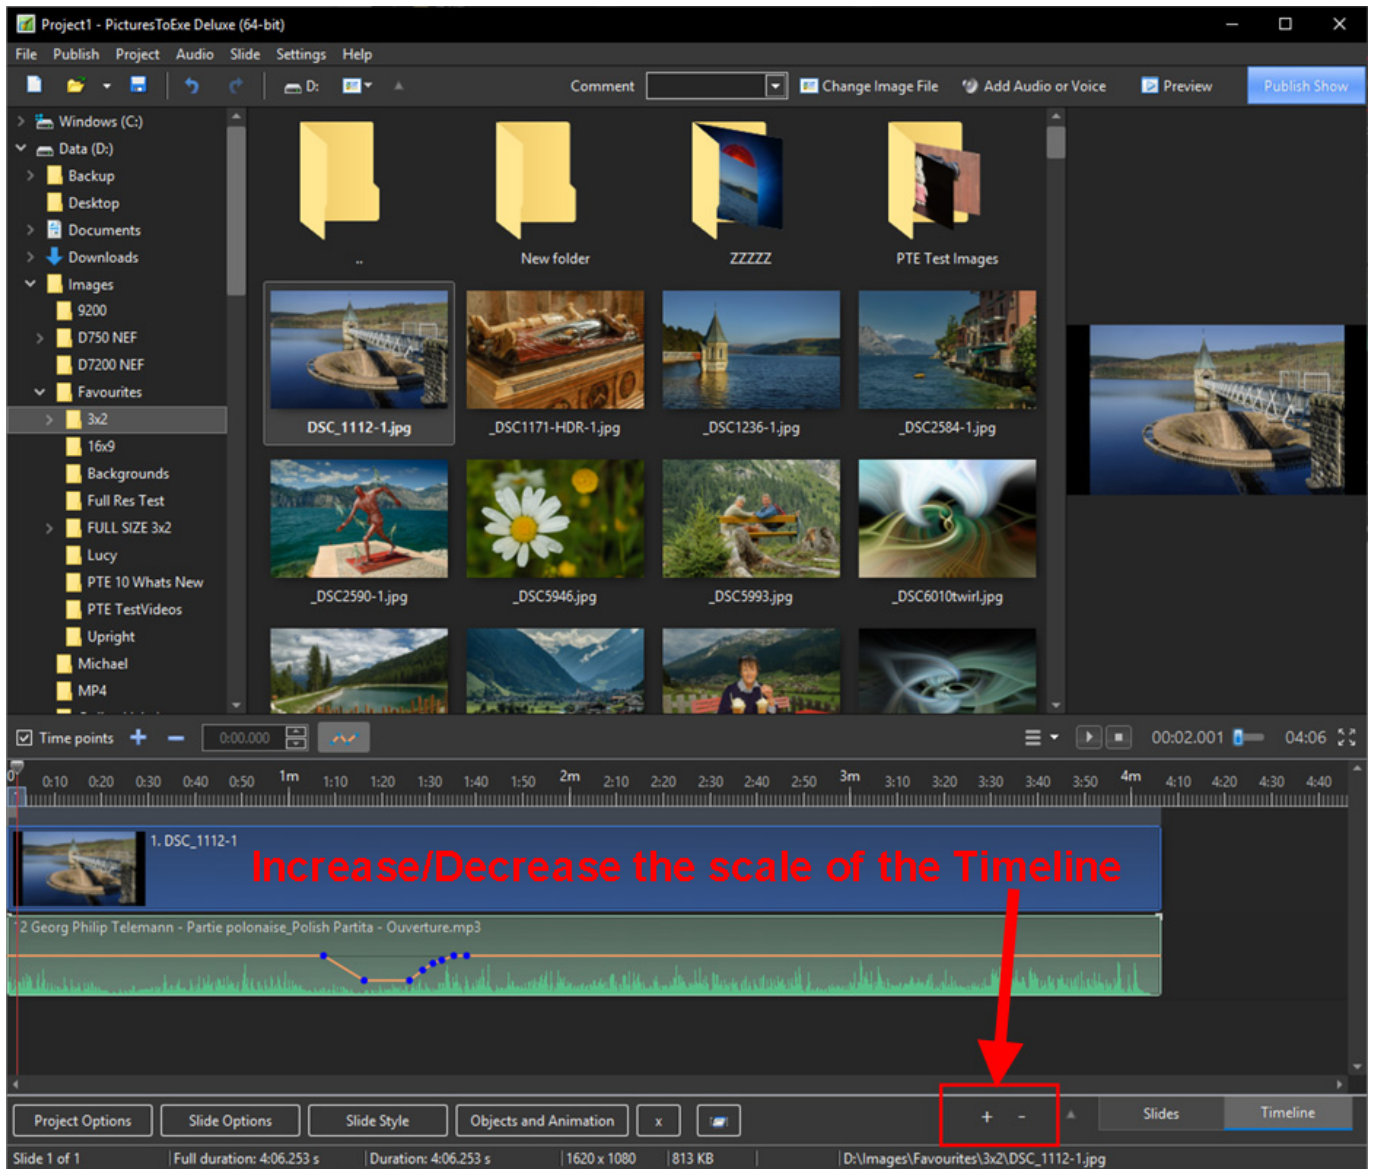 Project1 - PicturesToExe Deluxe (64-bit)
File Publish Project Audio Slide Settings Help
D: Comment Change Image File Add Audio or Voice Preview Publish Show
Windows (C:)
Data (D:)
Backup
Desktop
Documents
Downloads
Images
9200
D750 NEF
D7200 NEF
Favourites
3x2
16x9
Backgrounds
Full Res Test
FULL SIZE 3x2
Lucy
PTE 10 Whats New
PTE TestVideos
Upright
Michael
MP4
.. New folder ZZZZZ PTE Test Images
DSC_1112-1.jpg _DSC1171-HDR-1.jpg _DSC1236-1.jpg _DSC2584-1.jpg
_DSC2590-1.jpg _DSC5946.jpg _DSC5993.jpg _DSC6010twirl.jpg
Time points + - 0:00.000 00:02.001 04:06
0 0:10 0:20 0:30 0:40 0:50 1m 1:10 1:20 1:30 1:40 1:50 2m 2:10 2:20 2:30 2:40 2:50 3m 3:10 3:20 3:30 3:40 3:50 4m 4:10 4:20 4:30 4:40
1. DSC_1112-1
Increase/Decrease the scale of the Timeline
2 Georg Philip Telemann - Partie polonaise_Polish Partita - Ouverture.mp3
Project Options Slide Options Slide Style Objects and Animation x + - Slides Timeline
Slide 1 of 1 Full duration: 4:06.253 s Duration: 4:06.253 s 1620 x 1080 813 KB D:\Images\Favourites\3x2\DSC_1112-1.jpg